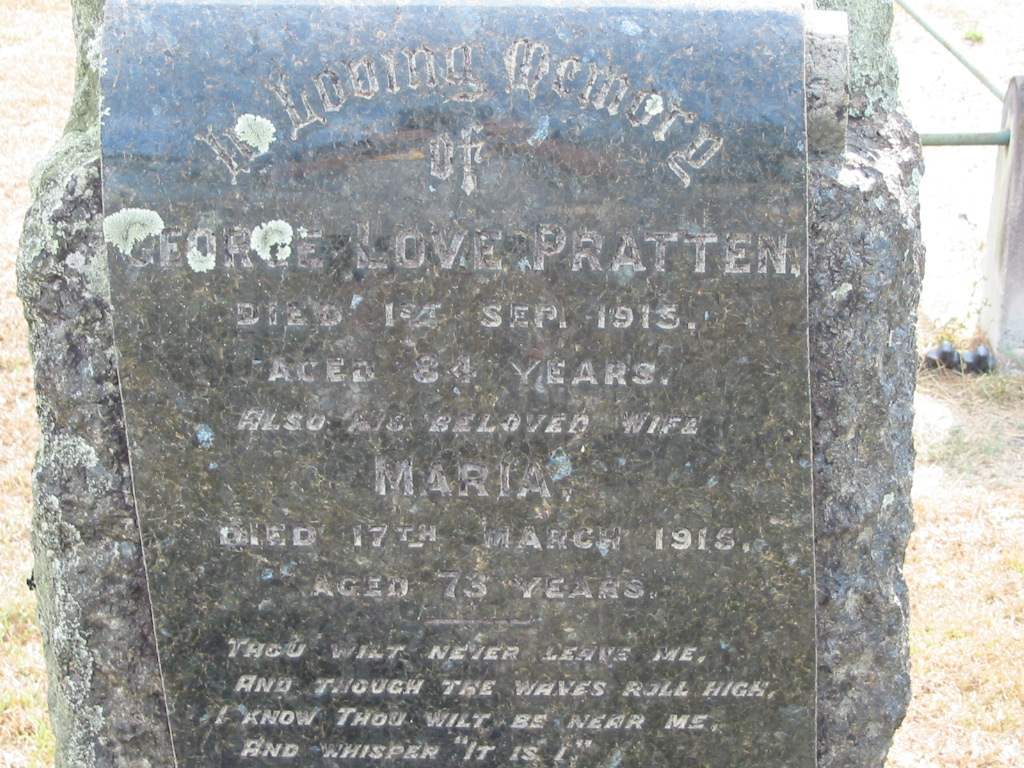 In Loving Memory
of
GEORGE LOVE PRATTEN,
DIED 1ST SEP. 1915,
AGED 84 YEARS.
ALSO HIS BELOVED WIFE
MARIA,
DIED 17TH MARCH 1915,
AGED 73 YEARS.
THOU WILT NEVER LEAVE ME,
AND THOUGH THE WAVES ROLL HIGH,
I KNOW THOU WILT BE NEAR ME,
AND WHISPER "IT IS I"